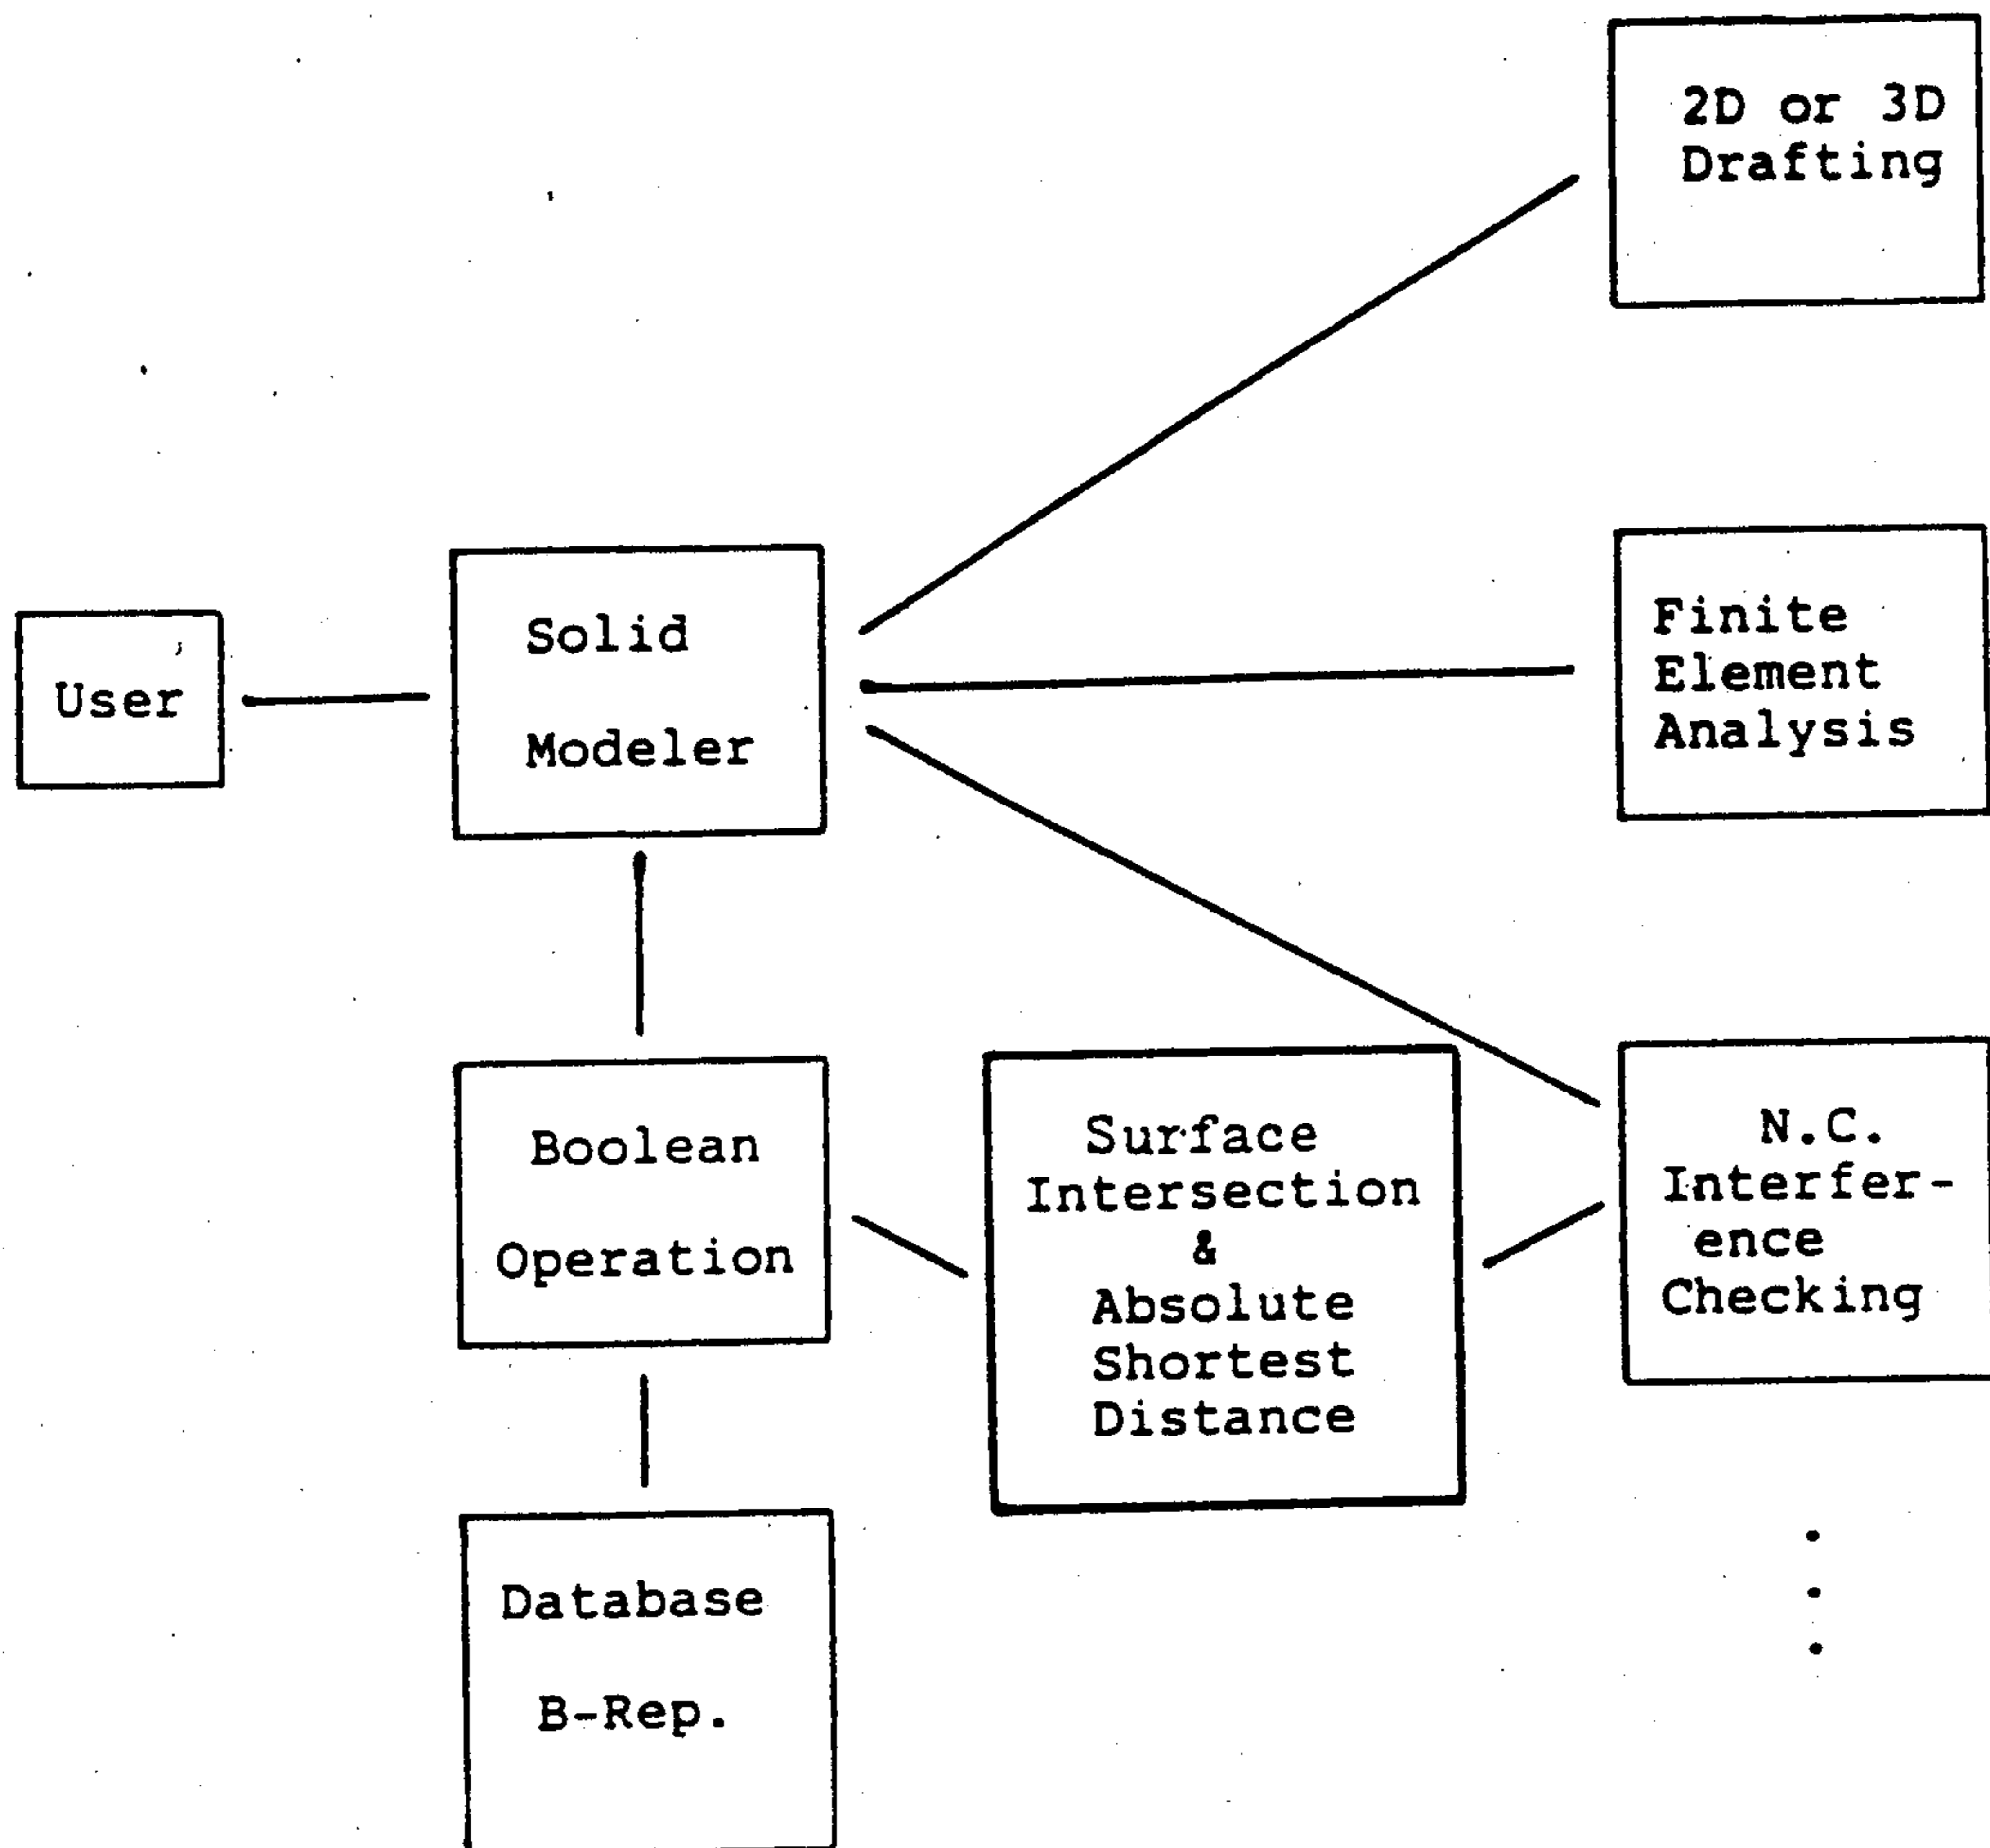 2D or 3D
Drafting
User
Solid
Modeler
Finite
Element
Analysis
Boolean
Operation
Surface
Intersection
&
Absolute
Shortest
Distance
N.C.
Interfer-
ence
Checking
Database
B-Rep.